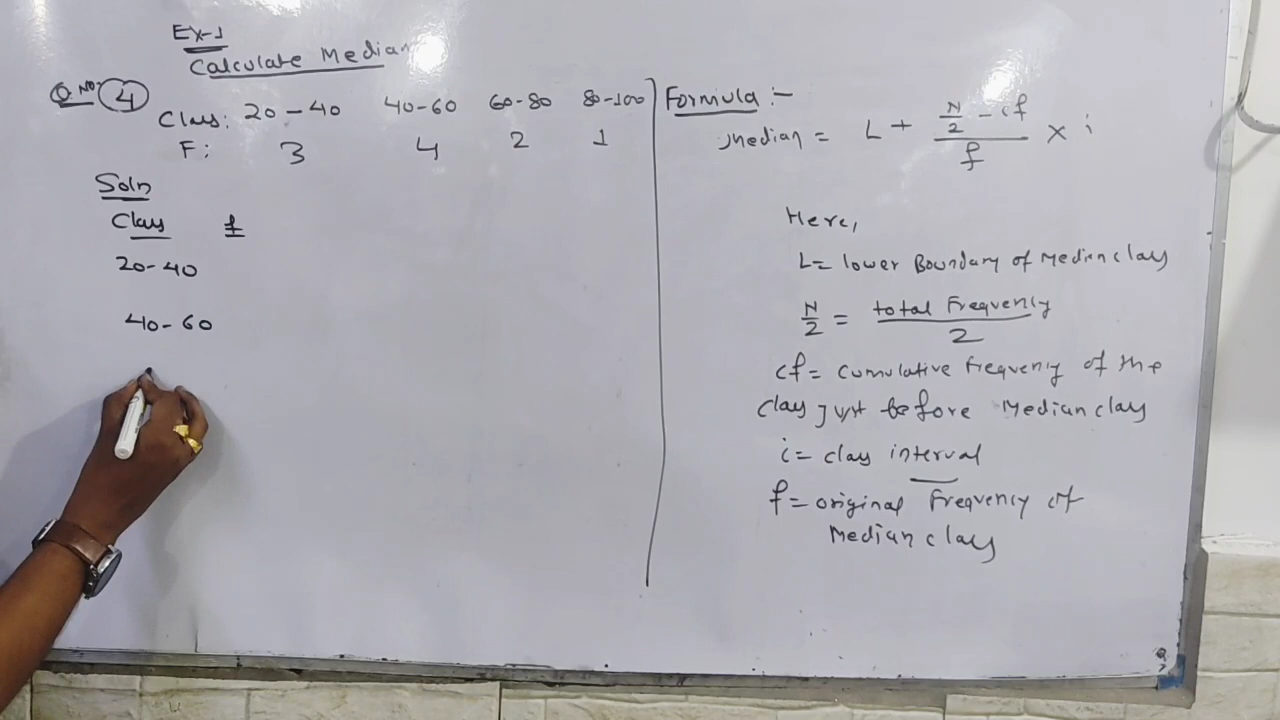 Ex-1
Calculate Median
Q.NO. 4
Class: 20-40 40-60 60-80 80-100
F: 3 4 2 1
Soln
Class f
20-40
40-60
Formula :-
Median = L + (N/2 - cf)/f × i
Here,
L = lower Boundary of Median class
N/2 = total Frequency/2
cf = cumulative frequency of the
class just before Median class
i = class interval
f = original Frequency of
Median class